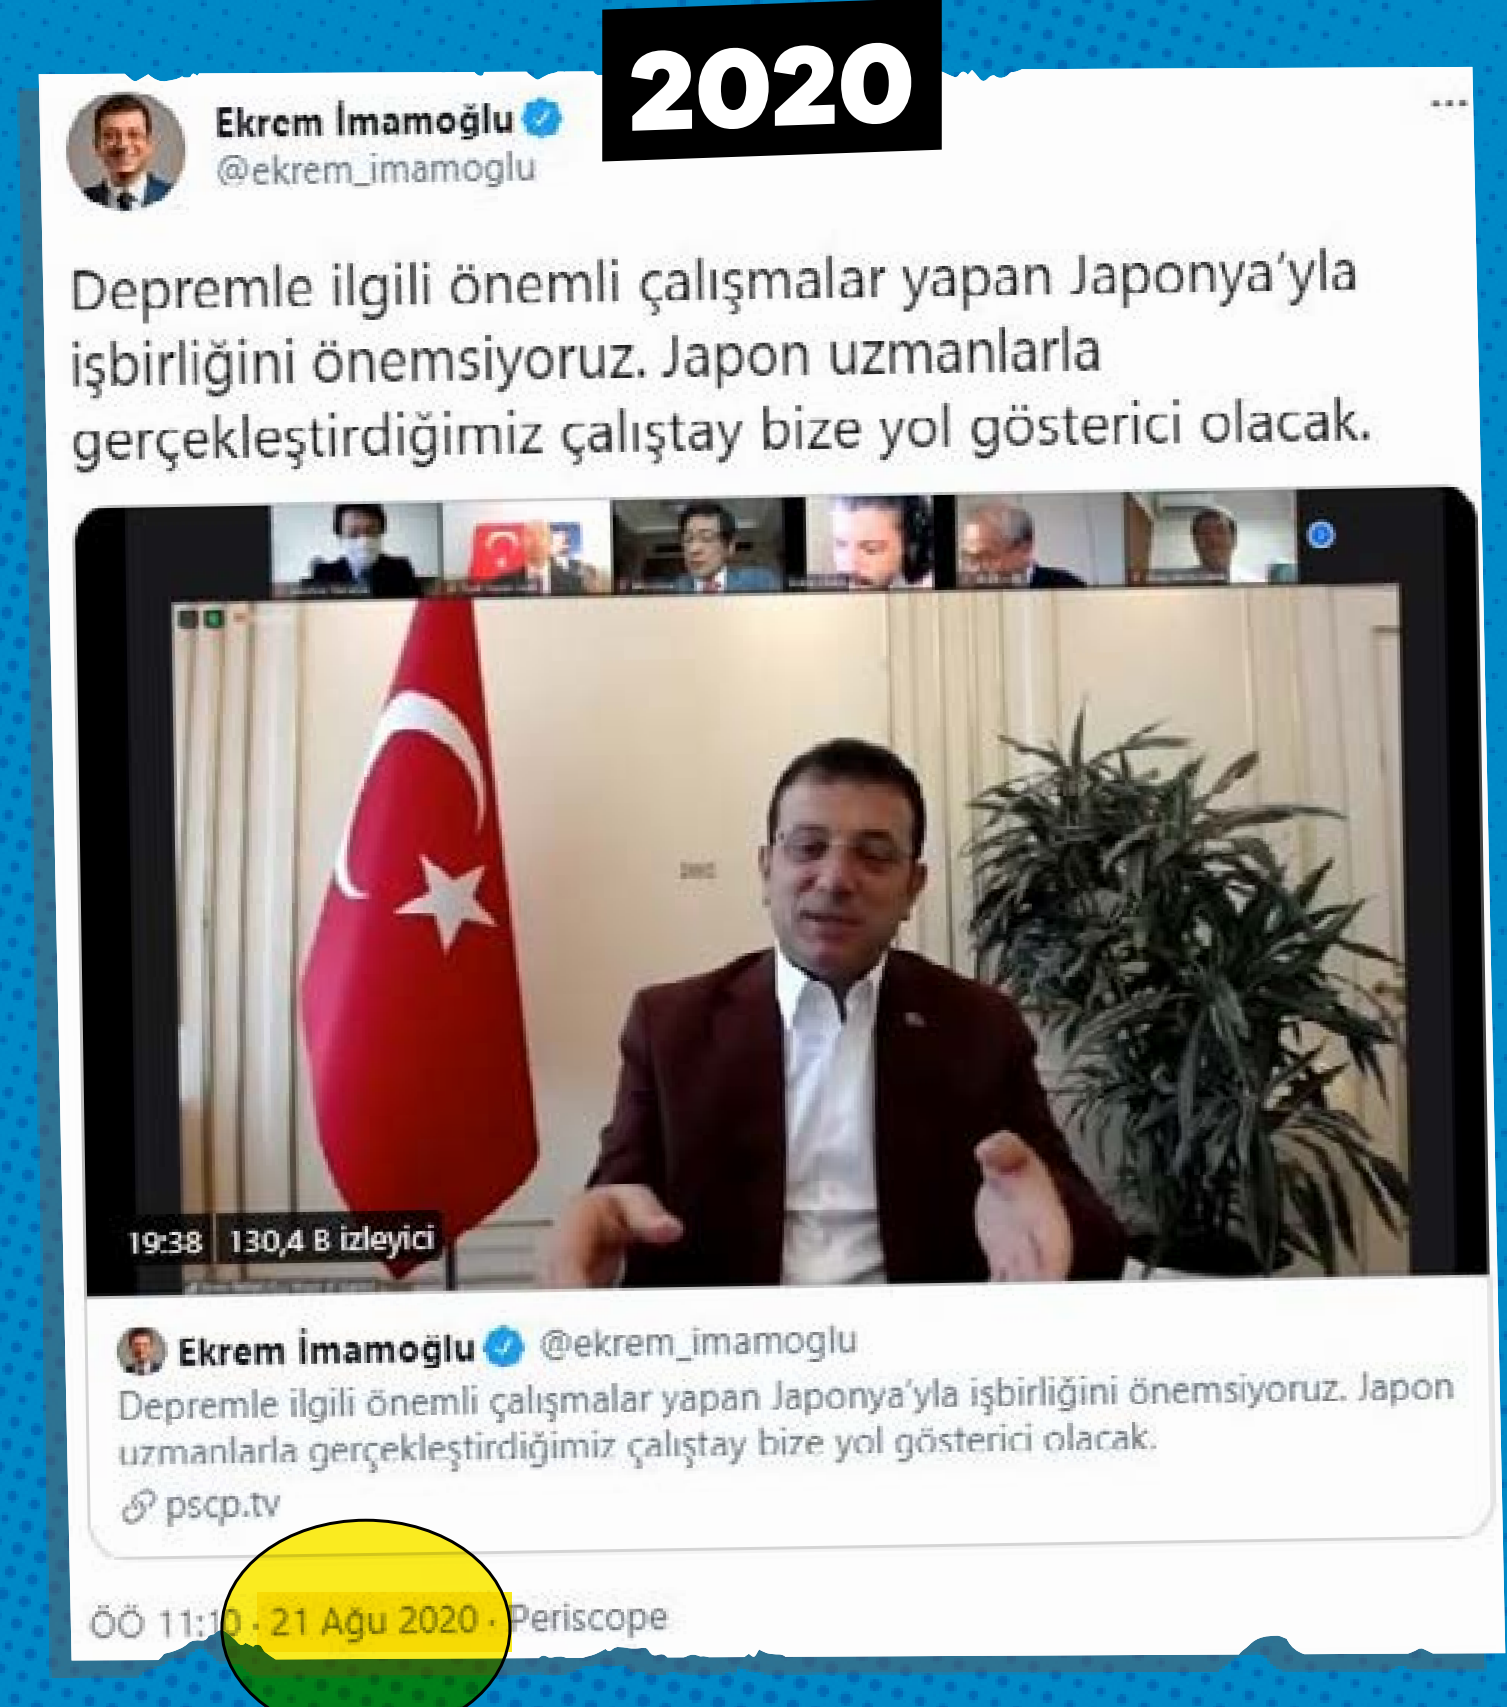 2020
Ekrem İmamoğlu
@ekrem_imamoglu
Depremle ilgili önemli çalışmalar yapan Japonya'yla
işbirliğini önemsiyoruz. Japon uzmanlarla
gerçekleştirdiğimiz çalıştay bize yol gösterici olacak.
19:38 130,4 B izleyici
Ekrem İmamoğlu @ekrem_imamoglu
Depremle ilgili önemli çalışmalar yapan Japonya'yla işbirliğini önemsiyoruz. Japon
uzmanlarla gerçekleştirdiğimiz çalıştay bize yol gösterici olacak.
pscp.tv
ÖÖ 11:10 · 21 Ağu 2020 · Periscope